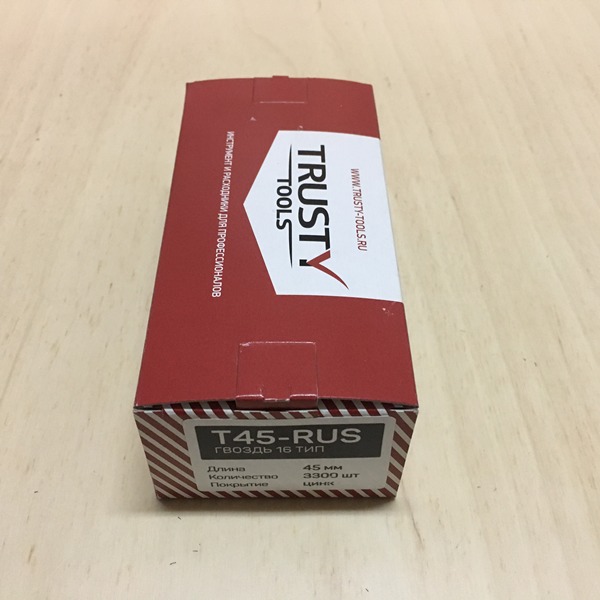 WWW.TRUSTY-TOOLS.RU
TRUSTY
TOOLS
ИНСТРУМЕНТ И РАСХОДНИКИ ДЛЯ ПРОФЕССИОНАЛОВ
T45-RUS
ГВОЗДЬ 16 ТИП
Длина 45 мм
Количество 3300 шт
Покрытие цинк